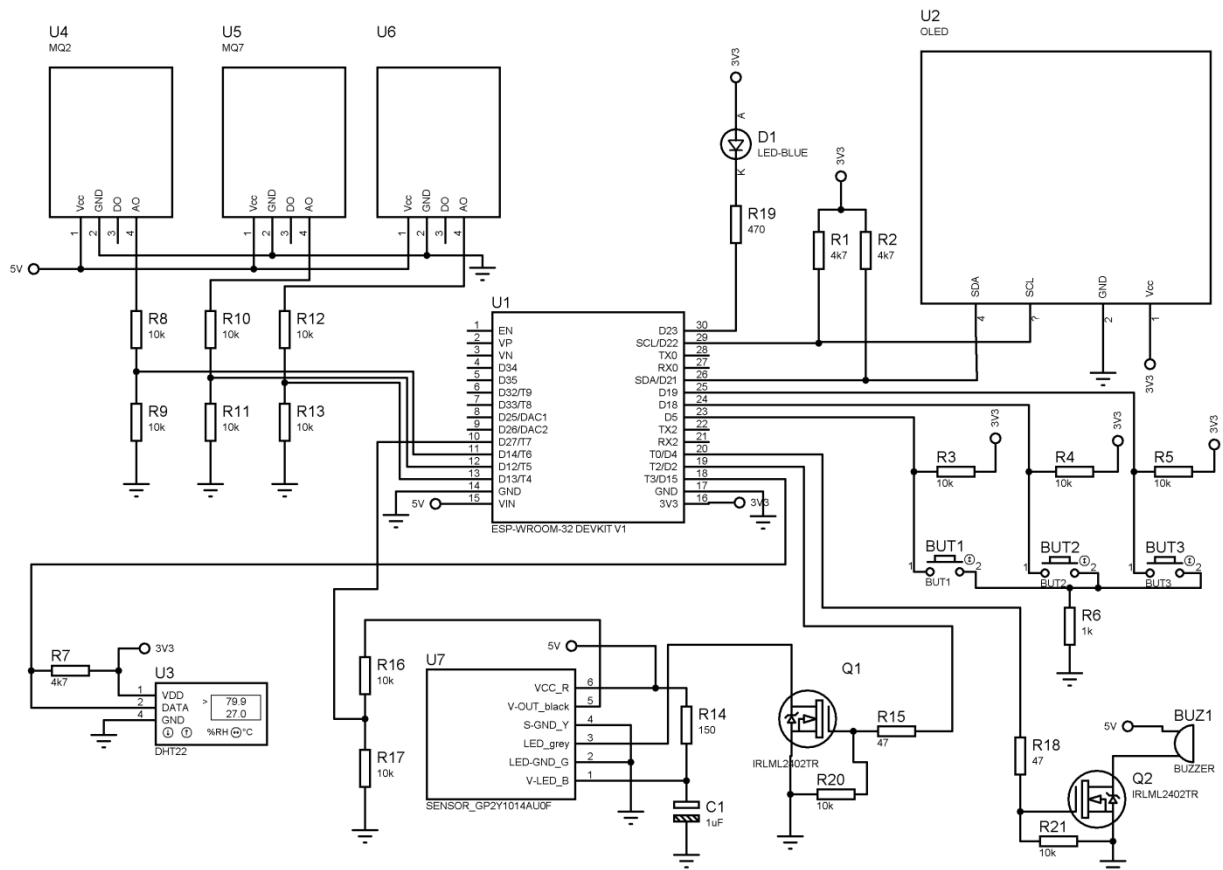 U4
MQ2
Vcc
GND
DO
AO
1
2
3
4
U5
MQ7
Vcc
GND
DO
AO
1
2
3
4
U6
Vcc
GND
DO
AO
1
2
3
4
5V
R8
10k
R10
10k
R12
10k
R9
10k
R11
10k
R13
10k
3V3
A
D1
LED-BLUE
K
R19
470
3V3
R1
4k7
R2
4k7
U2
OLED
SDA
SCL
GND
Vcc
4
?
2
1
3V3
U1
1 EN
2 VP
3 VN
4 D34
5 D35
6 D32/T9
7 D33/T8
8 D25/DAC1
9 D26/DAC2
10 D27/T7
11 D14/T6
12 D12/T5
13 D13/T4
14 GND
15 VIN
D23 30
SCL/D22 29
TX0 28
RX0 27
SDA/D21 26
D19 25
D18 24
D5 23
TX2 22
RX2 21
T0/D4 20
T2/D2 19
T3/D15 18
GND 17
3V3 16
ESP-WROOM-32 DEVKIT V1
5V
3V3
3V3
R3
10k
3V3
R4
10k
3V3
R5
10k
BUT1
1
2
BUT1
BUT2
1
2
BUT2
BUT3
1
2
BUT3
R6
1k
R7
4k7
3V3
U3
1 VDD
2 DATA
4 GND
> 79.9
27.0
%RH °C
DHT22
R16
10k
R17
10k
5V
U7
VCC_R 6
V-OUT_black 5
S-GND_Y 4
LED_grey 3
LED-GND_G 2
V-LED_B 1
SENSOR_GP2Y1014AU0F
R14
150
C1
1uF
Q1
IRLML2402TR
R15
47
R20
10k
R18
47
5V
BUZ1
BUZZER
Q2
IRLML2402TR
R21
10k